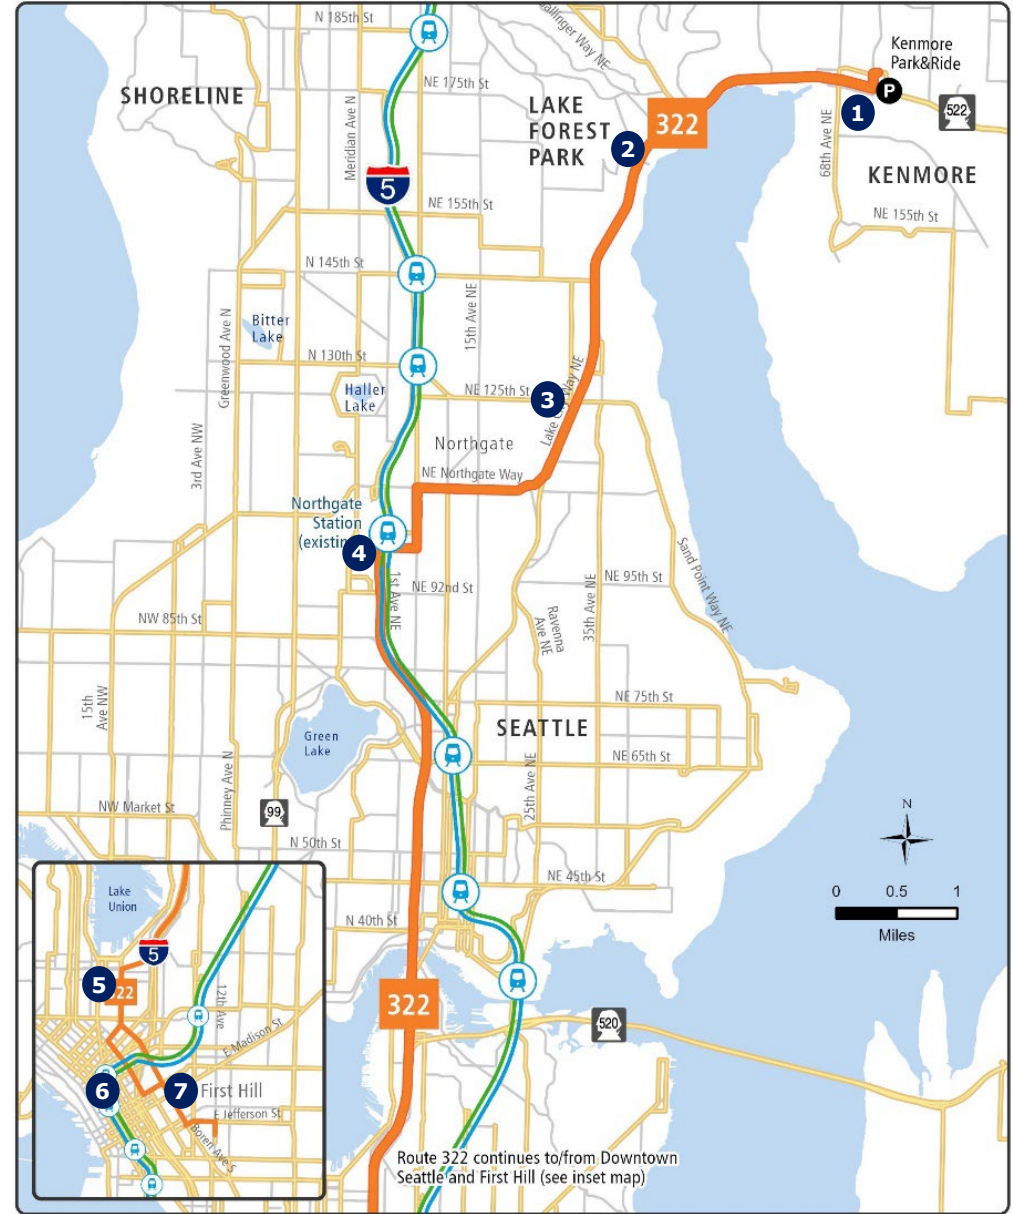 N 185th St
Ballinger Way NE
Kenmore
Park&Ride
P
1
522
NE 175th St
SHORELINE
Meridian Ave N
LAKE
FOREST
PARK
322
2
68th Ave NE
KENMORE
5
NE 155th St
NE 155th St
N 145th St
15th Ave NE
Bitter
Lake
Greenwood Ave N
N 130th St
Haller
Lake
NE 125th St
3
Lake City Way NE
Northgate
3rd Ave NW
NE Northgate Way
Northgate
Station
(existing)
4
Sand Point Way NE
1st Ave NE
NE 92nd St
NE 95th St
35th Ave NE
Ravenna
Ave NE
NW 85th St
15th
Ave NW
NE 75th St
SEATTLE
Green
Lake
NE 65th St
25th Ave NE
Phinney Ave N
NW Market St
99
N 50th St
NE 45th St
N 40th St
N
0 0.5 1
Miles
322
520
Lake
Union
5
5
322
12th Ave
E Madison St
6
7
First Hill
E Jefferson St
Boren Ave S
Route 322 continues to/from Downtown
Seattle and First Hill (see inset map)